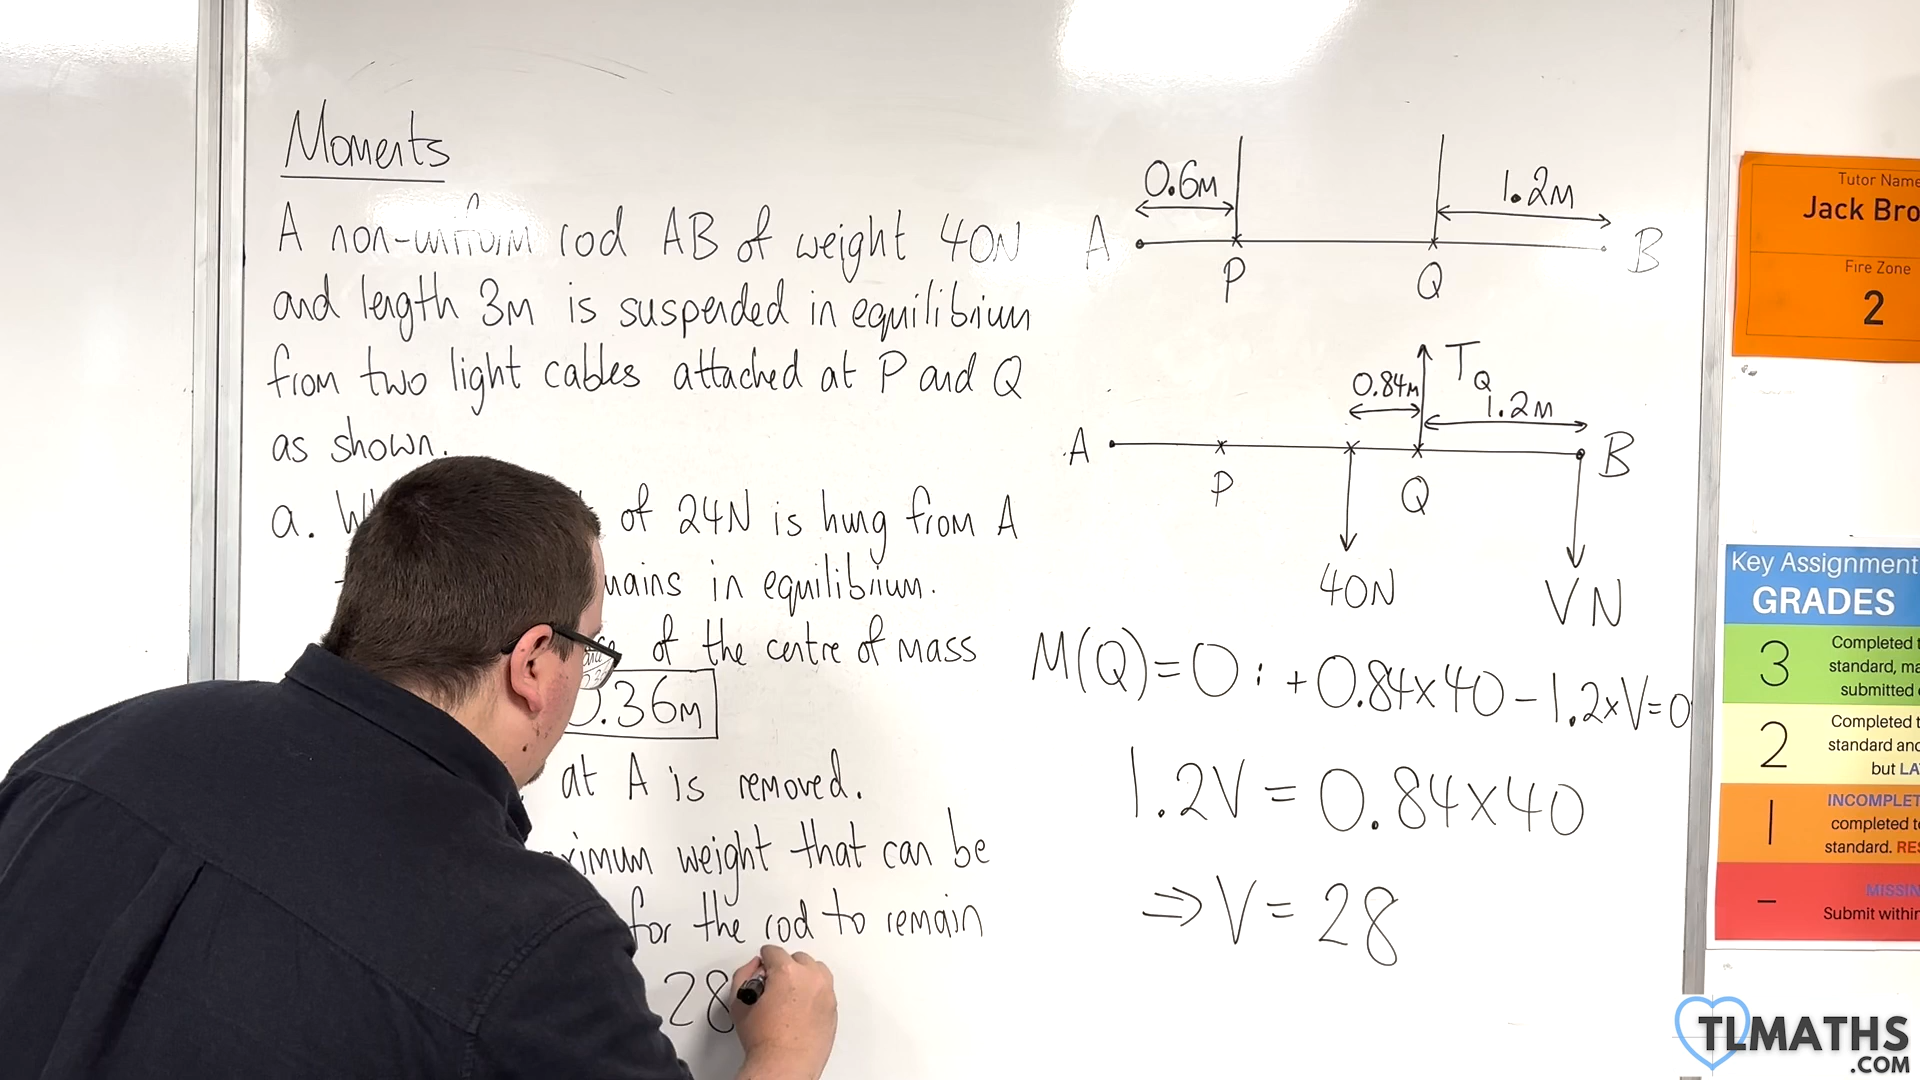 Moments
A non-uniform rod AB of weight 40N
and length 3m is suspended in equilibrium
from two light cables attached at P and Q
as shown.
a. of 24N is hung from A
in equilibrium.
of the centre of mass
0.36m
at A is removed.
weight that can be
for the rod to remain
28
0.6m
1.2m
A
P
Q
B
TQ
0.84m
1.2m
A
P
Q
B
40N
VN
M(Q)=0: +0.84×40-1.2×V=0
1.2V = 0.84×40
⇒ V = 28
Tutor Name
Jack Bro
Fire Zone
2
Key Assignment
GRADES
3
Completed
standard, ma
submitted
2
Completed
standard and
but LA
1
INCOMPLET
completed
standard. RES
-
MISSIN
Submit within
TLMATHS
.COM